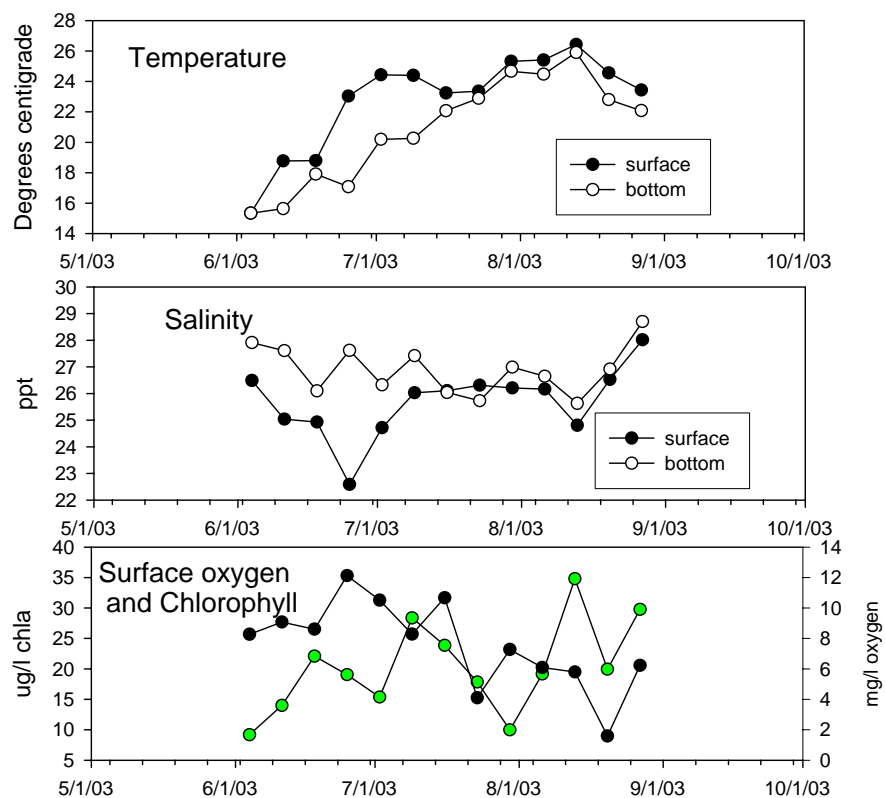 Temperature
Degrees centigrade
28
26
24
22
20
18
16
14
surface
bottom
5/1/03 6/1/03 7/1/03 8/1/03 9/1/03 10/1/03
Salinity
ppt
30
29
28
27
26
25
24
23
22
surface
bottom
5/1/03 6/1/03 7/1/03 8/1/03 9/1/03 10/1/03
Surface oxygen
and Chlorophyll
ug/l chla
40
35
30
25
20
15
10
5
14
12
10
8
6
4
2
0
mg/l oxygen
5/1/03 6/1/03 7/1/03 8/1/03 9/1/03 10/1/03